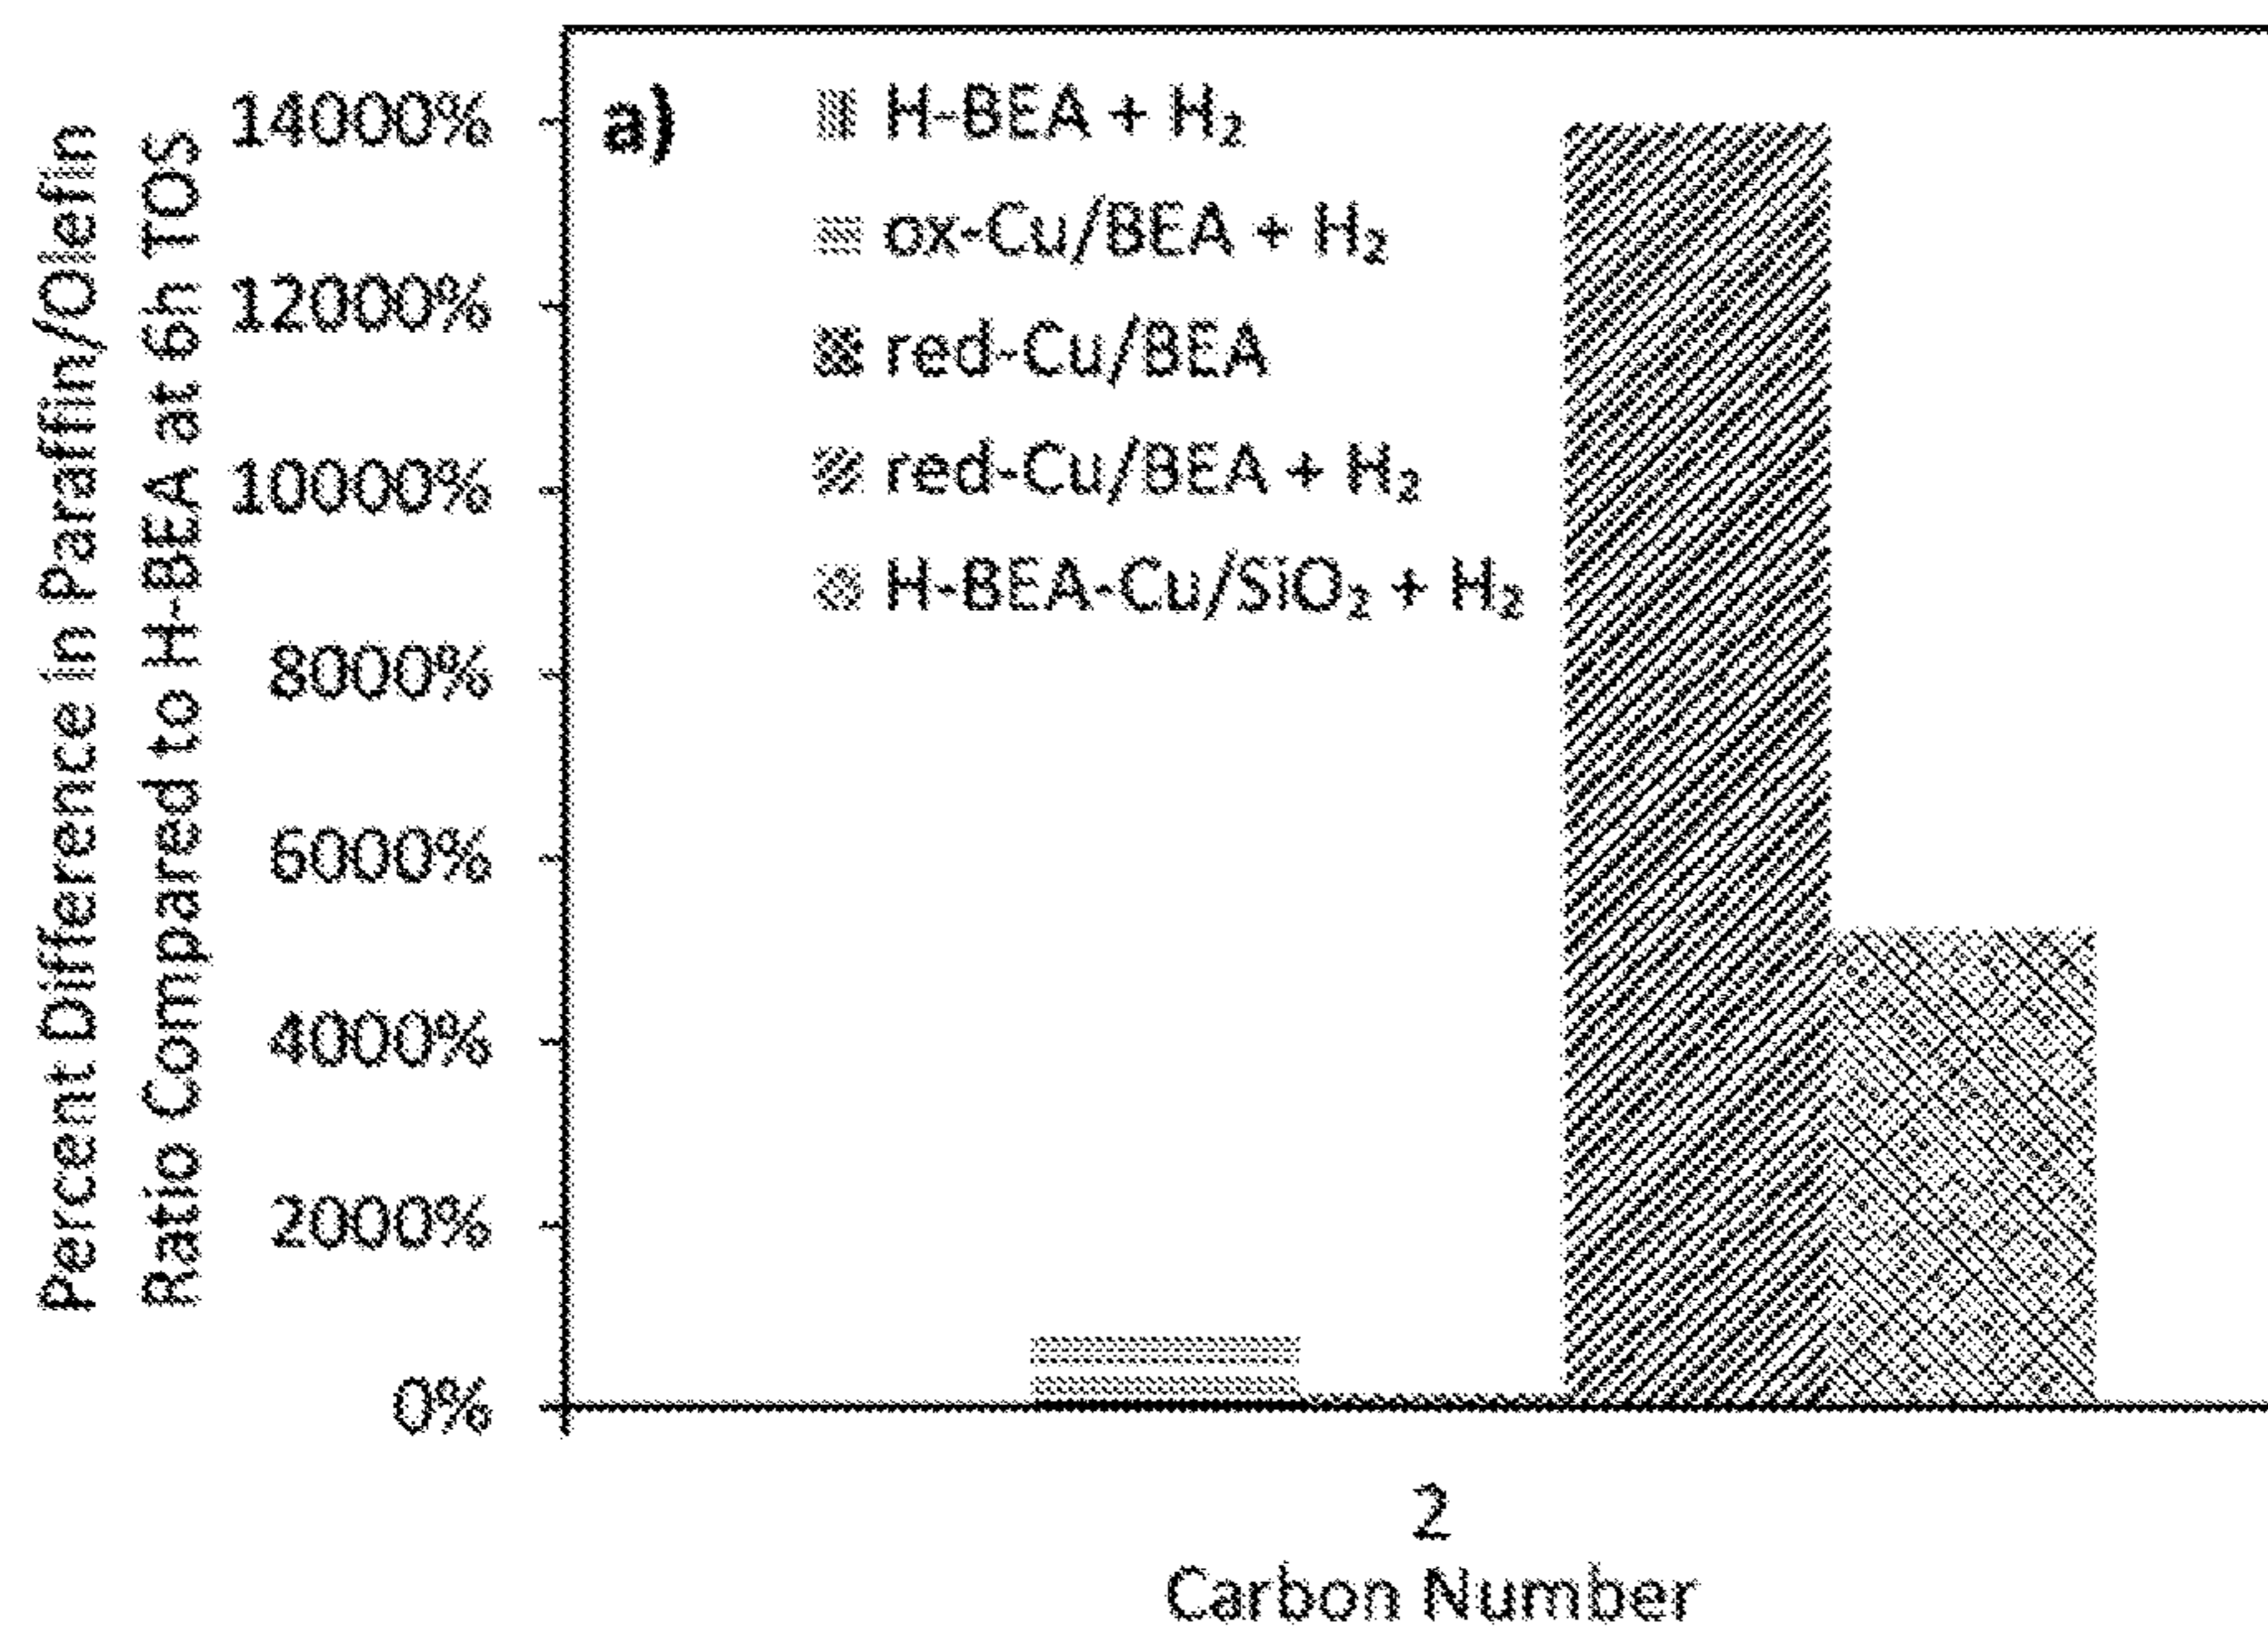 Percent Difference in Paraffin/Olefin
Ratio Compared to H-BEA at 6h TOS
14000%
12000%
10000%
8000%
6000%
4000%
2000%
0%
a)
H-BEA + H₂
ox-Cu/BEA + H₂
red-Cu/BEA
red-Cu/BEA + H₂
H-BEA-Cu/SiO₂ + H₂
2
Carbon Number